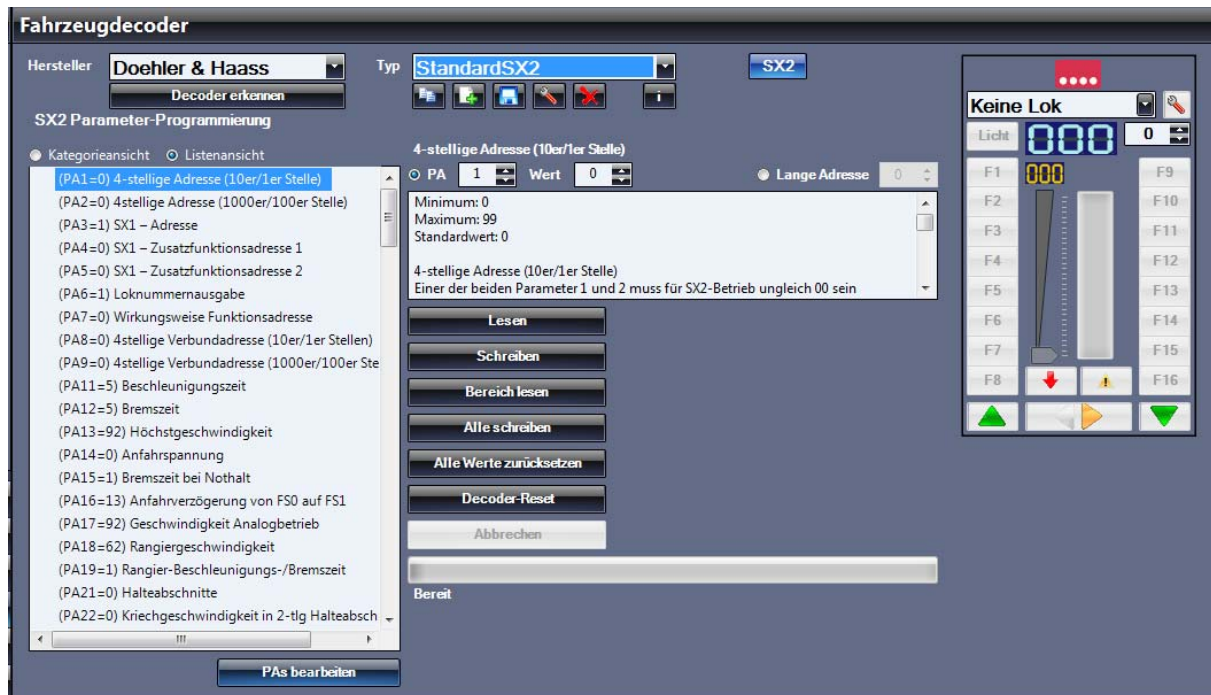 Fahrzeugdecoder
Hersteller Doehler & Haass Typ StandardSX2 SX2
Decoder erkennen i
SX2 Parameter-Programmierung
Kategorieansicht Listenansicht
(PA1=0) 4-stellige Adresse (10er/1er Stelle)
(PA2=0) 4stellige Adresse (1000er/100er Stelle)
(PA3=1) SX1 – Adresse
(PA4=0) SX1 – Zusatzfunktionsadresse 1
(PA5=0) SX1 – Zusatzfunktionsadresse 2
(PA6=1) Loknummernausgabe
(PA7=0) Wirkungsweise Funktionsadresse
(PA8=0) 4stellige Verbundadresse (10er/1er Stellen)
(PA9=0) 4stellige Verbundadresse (1000er/100er Ste
(PA11=5) Beschleunigungszeit
(PA12=5) Bremszeit
(PA13=92) Höchstgeschwindigkeit
(PA14=0) Anfahrspannung
(PA15=1) Bremszeit bei Nothalt
(PA16=13) Anfahrverzögerung von FS0 auf FS1
(PA17=92) Geschwindigkeit Analogbetrieb
(PA18=62) Rangiergeschwindigkeit
(PA19=1) Rangier-Beschleunigungs-/Bremszeit
(PA21=0) Halteabschnitte
(PA22=0) Kriechgeschwindigkeit in 2-tlg Halteabsch
PAs bearbeiten
4-stellige Adresse (10er/1er Stelle)
PA 1 Wert 0 Lange Adresse 0
Minimum: 0
Maximum: 99
Standardwert: 0
4-stellige Adresse (10er/1er Stelle)
Einer der beiden Parameter 1 und 2 muss für SX2-Betrieb ungleich 00 sein
Lesen
Schreiben
Bereich lesen
Alle schreiben
Alle Werte zurücksetzen
Decoder-Reset
Abbrechen
Bereit
Keine Lok
Licht 000 0
F1 000 F9
F2 F10
F3 F11
F4 F12
F5 F13
F6 F14
F7 F15
F8 F16